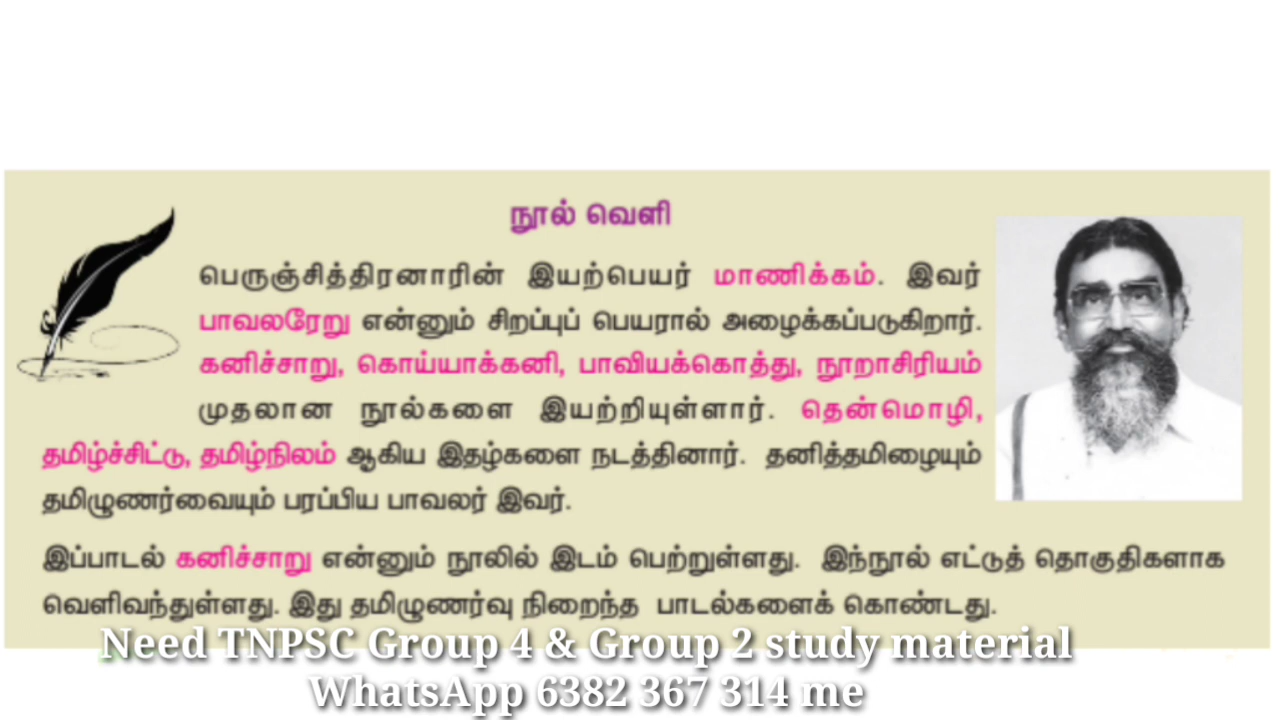 நூல் வெளி
பெருஞ்சித்திரனாரின் இயற்பெயர் மாணிக்கம். இவர்
பாவலரேறு என்னும் சிறப்புப் பெயரால் அழைக்கப்படுகிறார்.
கனிச்சாறு, கொய்யாக்கனி, பாவியக்கொத்து, நூறாசிரியம்
முதலான நூல்களை இயற்றியுள்ளார். தென்மொழி,
தமிழ்ச்சிட்டு, தமிழ்நிலம் ஆகிய இதழ்களை நடத்தினார். தனித்தமிழையும்
தமிழுணர்வையும் பரப்பிய பாவலர் இவர்.
இப்பாடல் கனிச்சாறு என்னும் நூலில் இடம் பெற்றுள்ளது. இந்நூல் எட்டுத் தொகுதிகளாக
வெளிவந்துள்ளது. இது தமிழுணர்வு நிறைந்த பாடல்களைக் கொண்டது.
Need TNPSC Group 4 & Group 2 study material
WhatsApp 6382 367 314 me